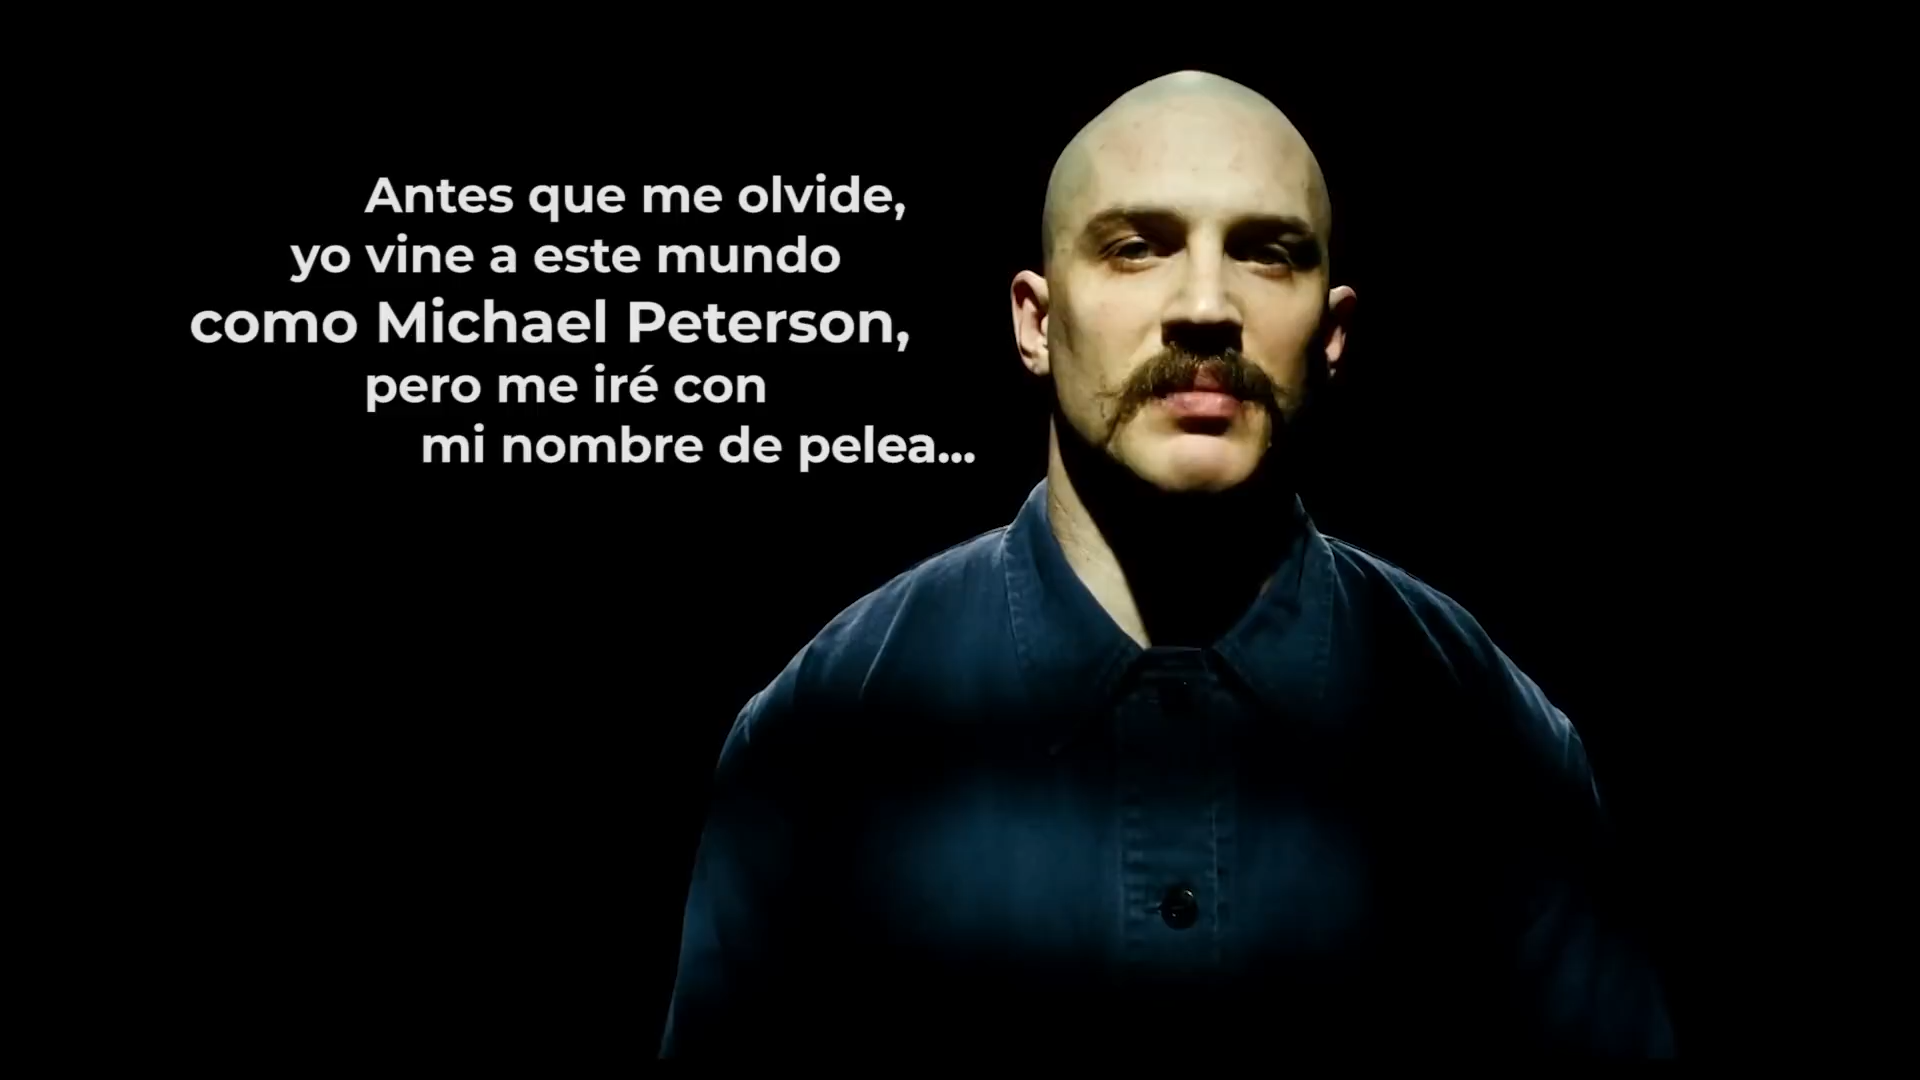 Antes que me olvide,
yo vine a este mundo
como Michael Peterson,
pero me iré con
mi nombre de pelea...